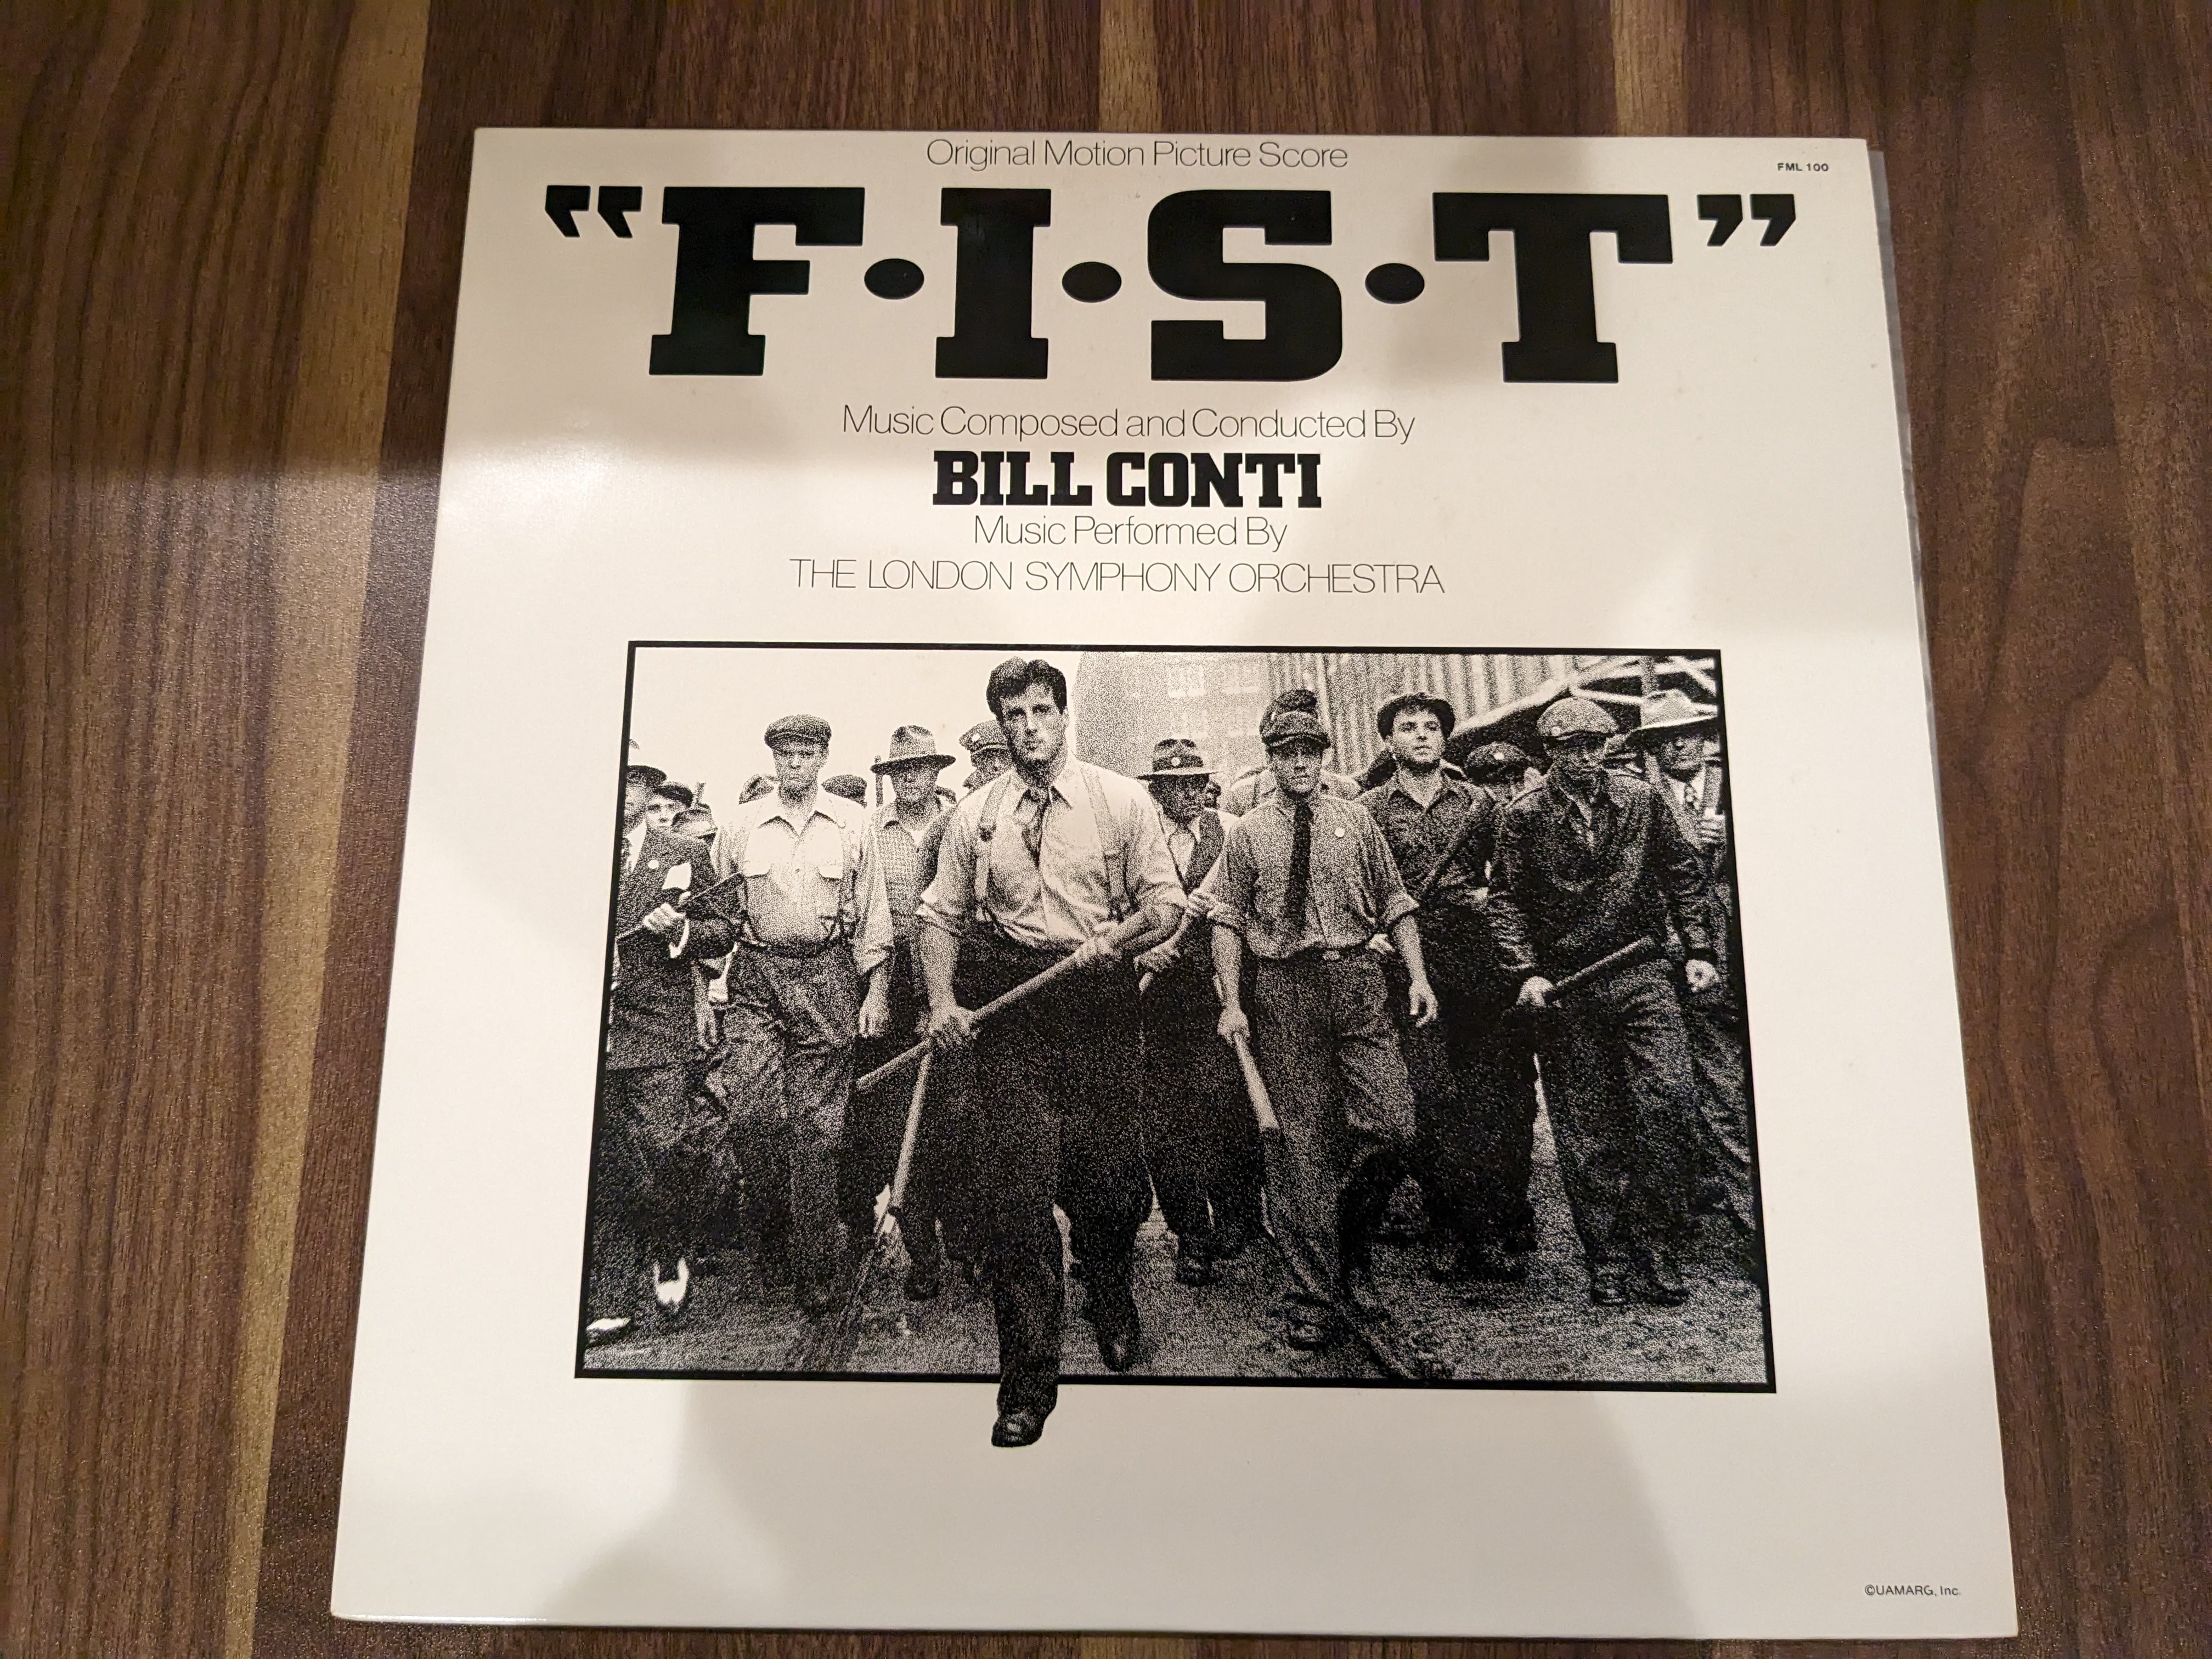 Original Motion Picture Score
FML 100
"F•I•S•T"
Music Composed and Conducted By
BILL CONTI
Music Performed By
THE LONDON SYMPHONY ORCHESTRA
©UAMARG, Inc.